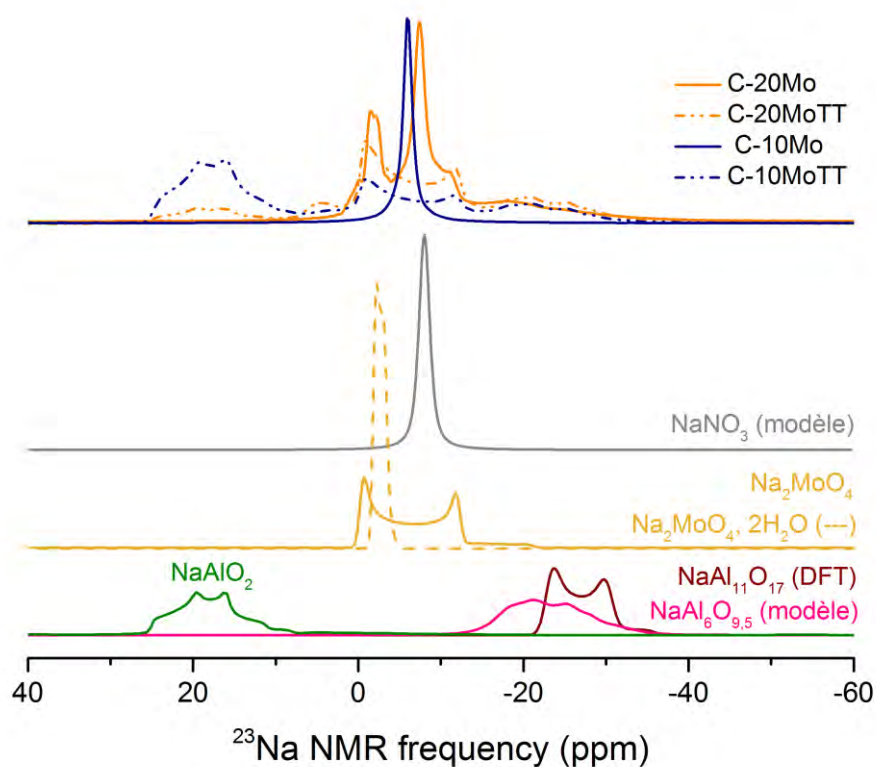 C-20Mo
C-20MoTT
C-10Mo
C-10MoTT
NaNO₃ (modèle)
Na₂MoO₄
Na₂MoO₄, 2H₂O (---)
NaAlO₂
NaAl₁₁O₁₇ (DFT)
NaAl₆O₉,₅ (modèle)
40 20 0 -20 -40 -60
²³Na NMR frequency (ppm)